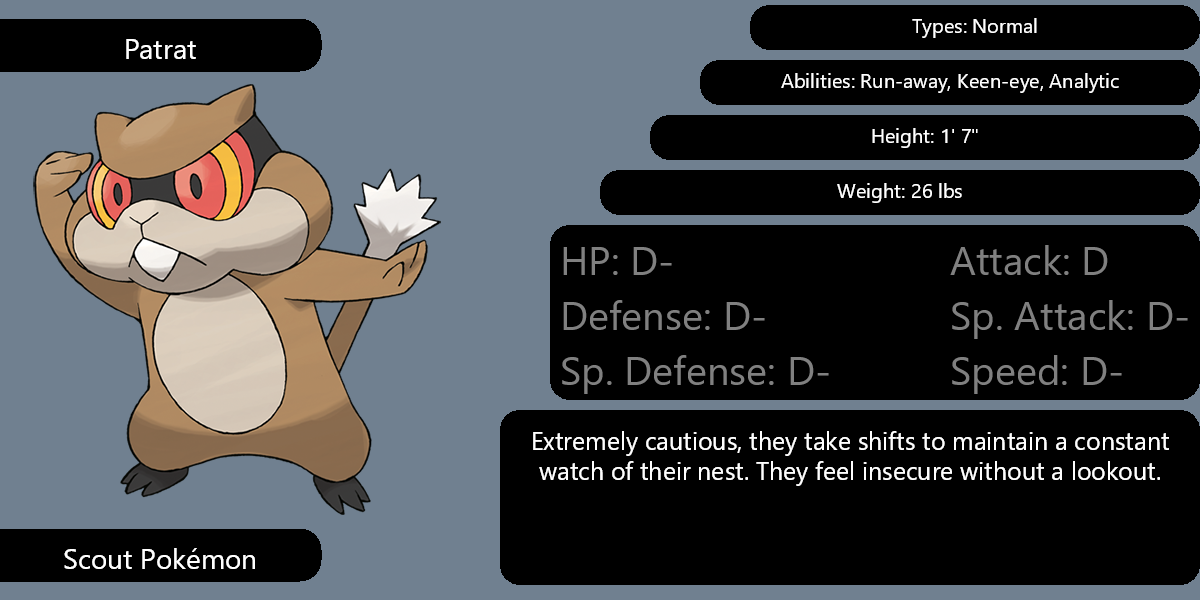 Patrat
Types: Normal
Abilities: Run-away, Keen-eye, Analytic
Height: 1' 7"
Weight: 26 lbs
HP: D-
Attack: D
Defense: D-
Sp. Attack: D-
Sp. Defense: D-
Speed: D-
Extremely cautious, they take shifts to maintain a constant
watch of their nest. They feel insecure without a lookout.
Scout Pokémon